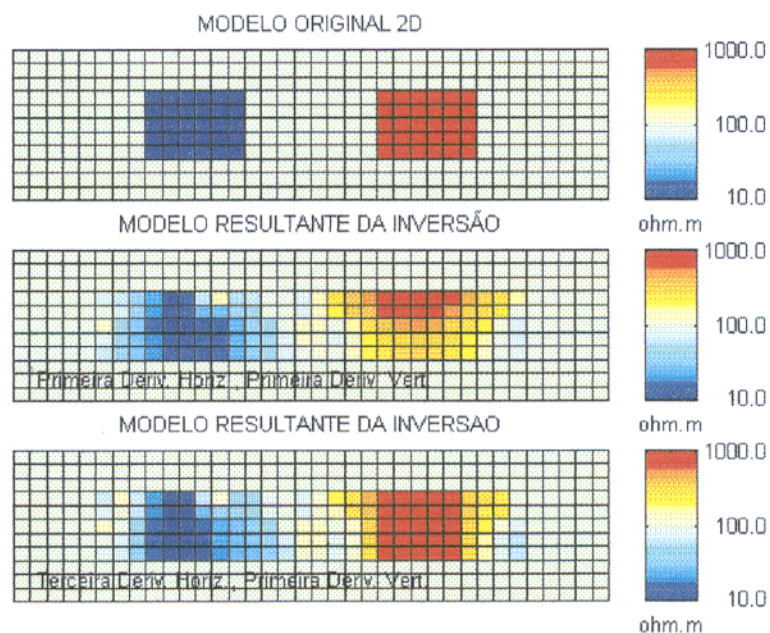 MODELO ORIGINAL 2D
1000.0
100.0
10.0
ohm.m
MODELO RESULTANTE DA INVERSÃO
1000.0
100.0
10.0
ohm.m
Primeira Deriv. Horiz., Primeira Deriv. Vert.
MODELO RESULTANTE DA INVERSAO
1000.0
100.0
10.0
ohm.m
Terceira Deriv. Horiz., Primeira Deriv. Vert.